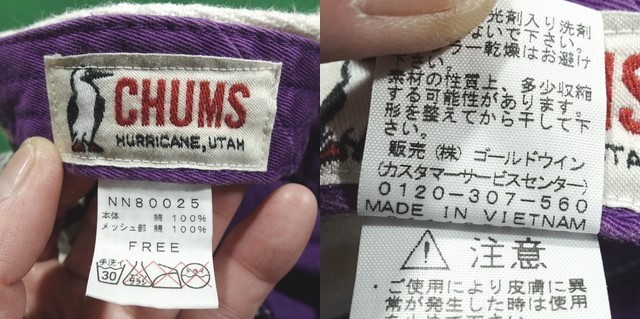 CHUMS
HURRICANE, UTAH
NN80025
本体 綿 100%
メッシュ部 綿 100%
FREE
手洗イ
30
光剤入り洗剤
ないで下さい。
ラー乾燥はお避け
さい。
素材の性質上、多少収縮
する可能性があります。
形を整えてから干して下
さい。
販売 (株) ゴールドウイン
(カスタマーサービスセンター)
0120-307-560
MADE IN VIETNAM
注意
・ご使用により皮膚に異
常が発生した時は使用